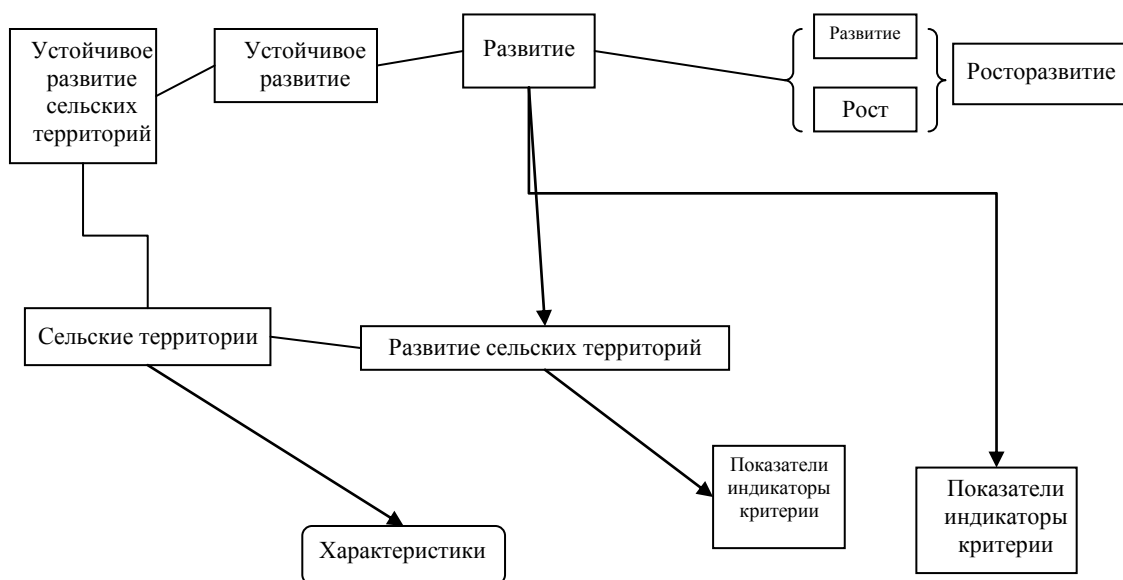 Устойчивое
развитие
сельских
территорий
Устойчивое
развитие
Развитие
Развитие
Рост
Росторазвитие
Сельские территории
Развитие сельских территорий
Показатели
индикаторы
критерии
Показатели
индикаторы
критерии
Характеристики